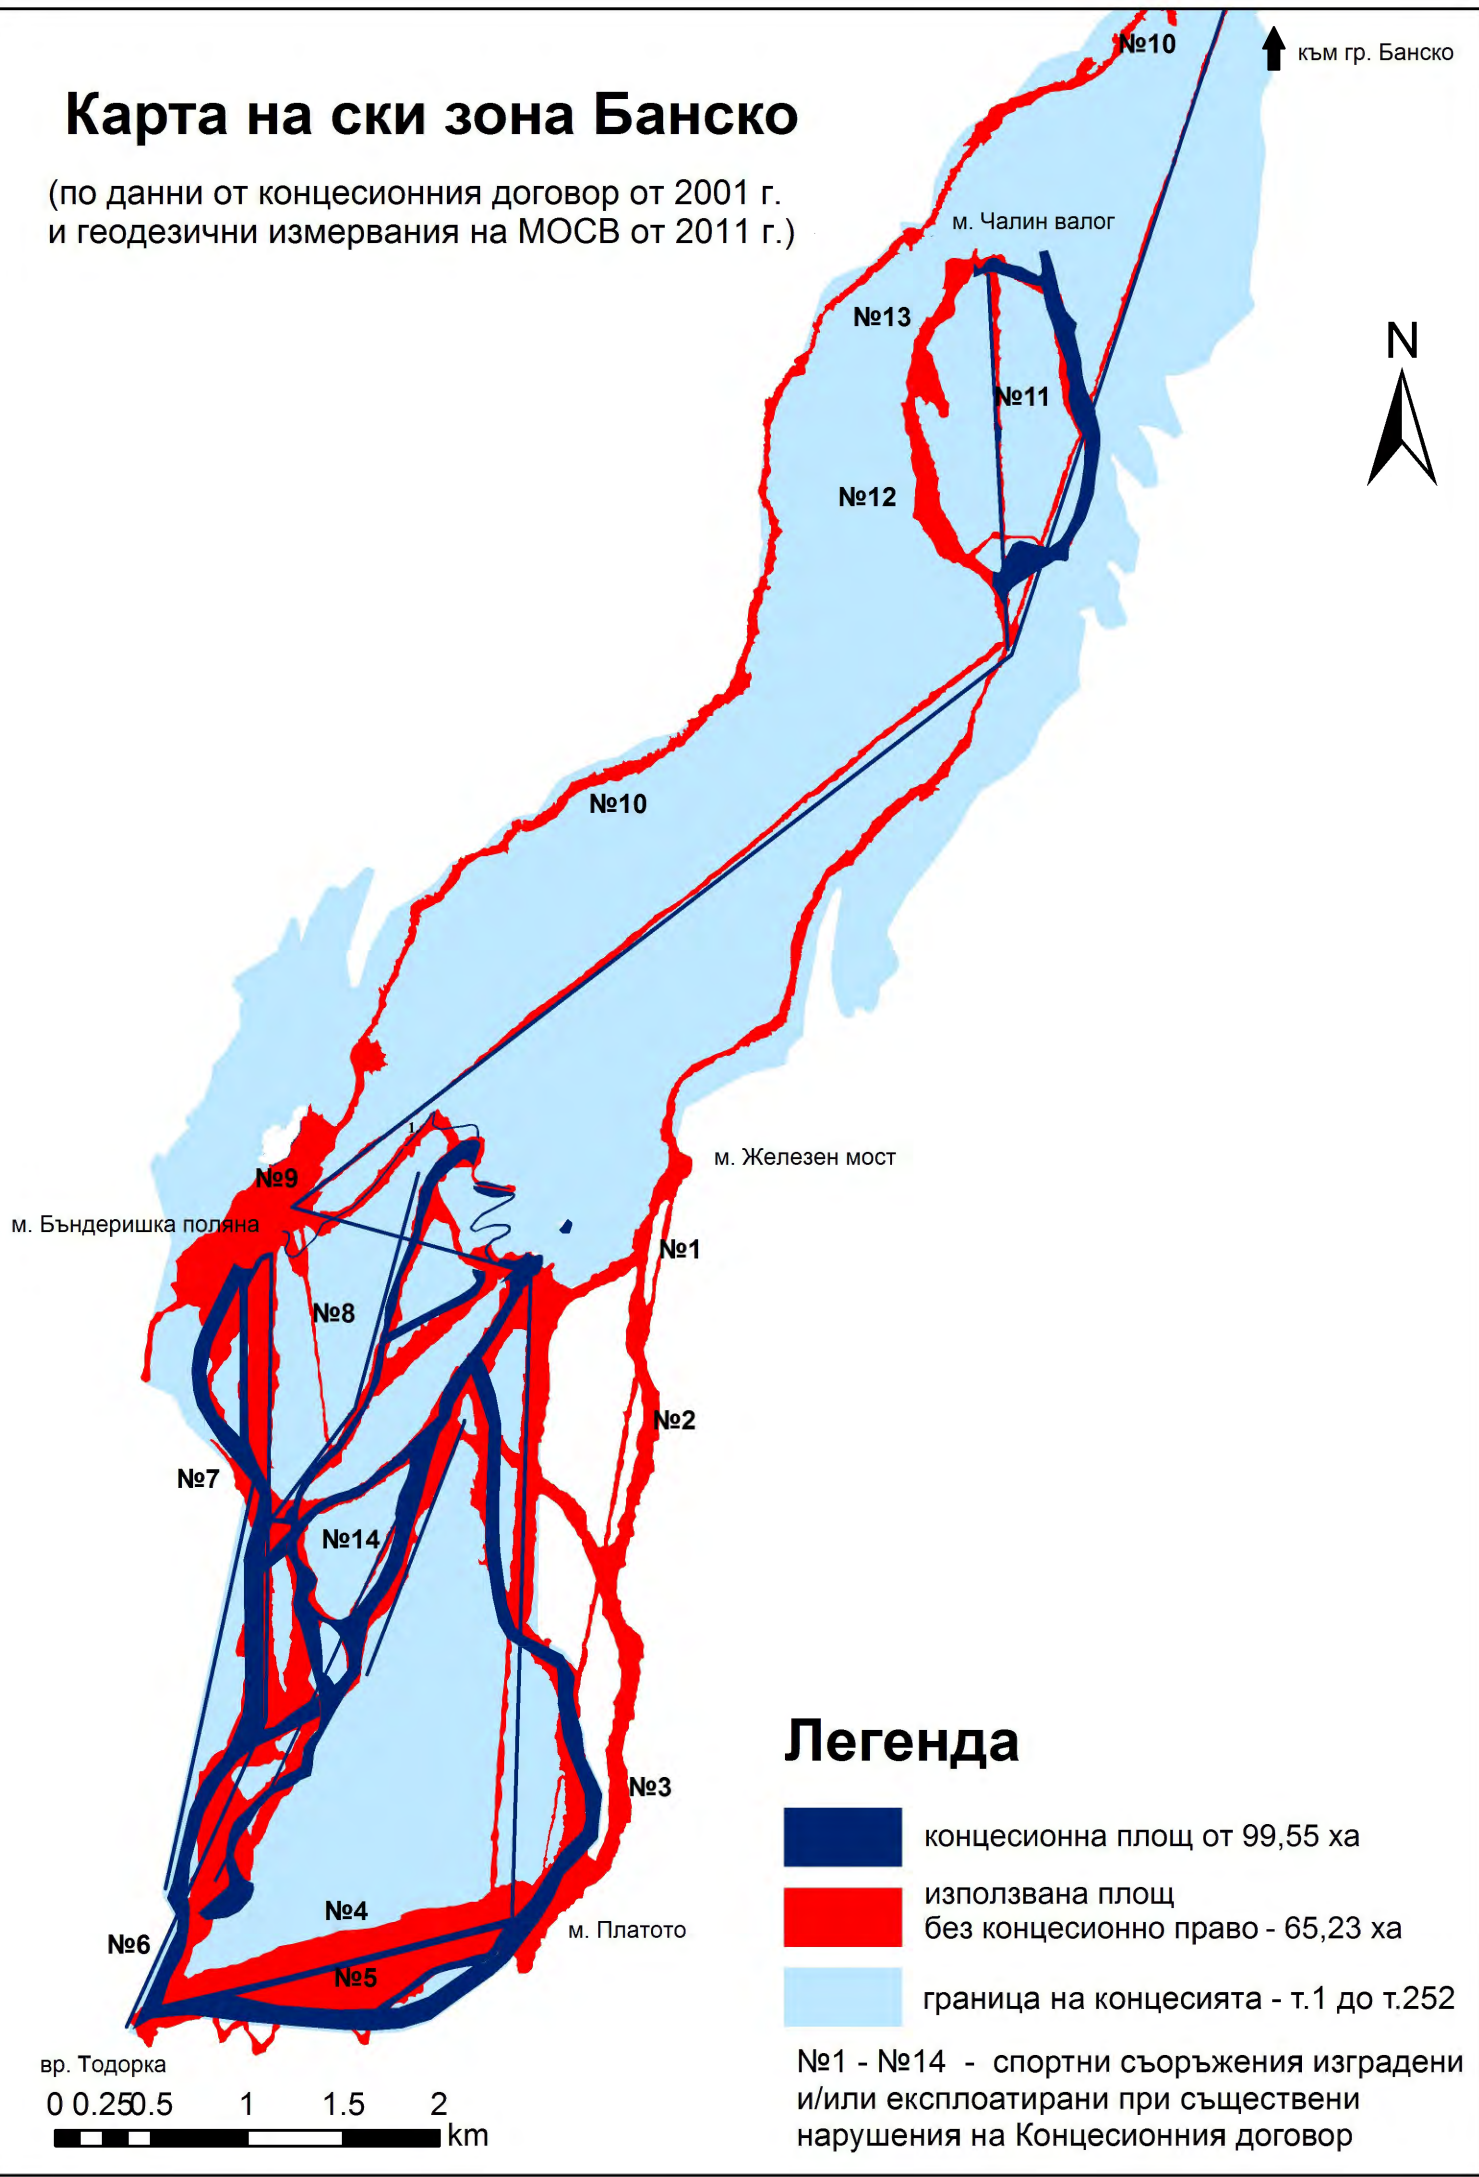 №10
към гр. Банско
Карта на ски зона Банско
(по данни от концесионния договор от 2001 г.
и геодезични измервания на МОСВ от 2011 г.)
м. Чалин валог
№13
N
№11
№12
№10
1.
м. Железен мост
№9
м. Бъндеришка поляна
№1
№8
№2
№7
№14
Легенда
№3
концесионна площ от 99,55 ха
използвана площ
без концесионно право - 65,23 ха
№4
м. Платото
№6
№5
граница на концесията - т.1 до т.252
вр. Тодорка
№1 - №14 - спортни съоръжения изградени
и/или експлоатирани при съществени
нарушения на Концесионния договор
0 0.25 0.5 1 1.5 2
km